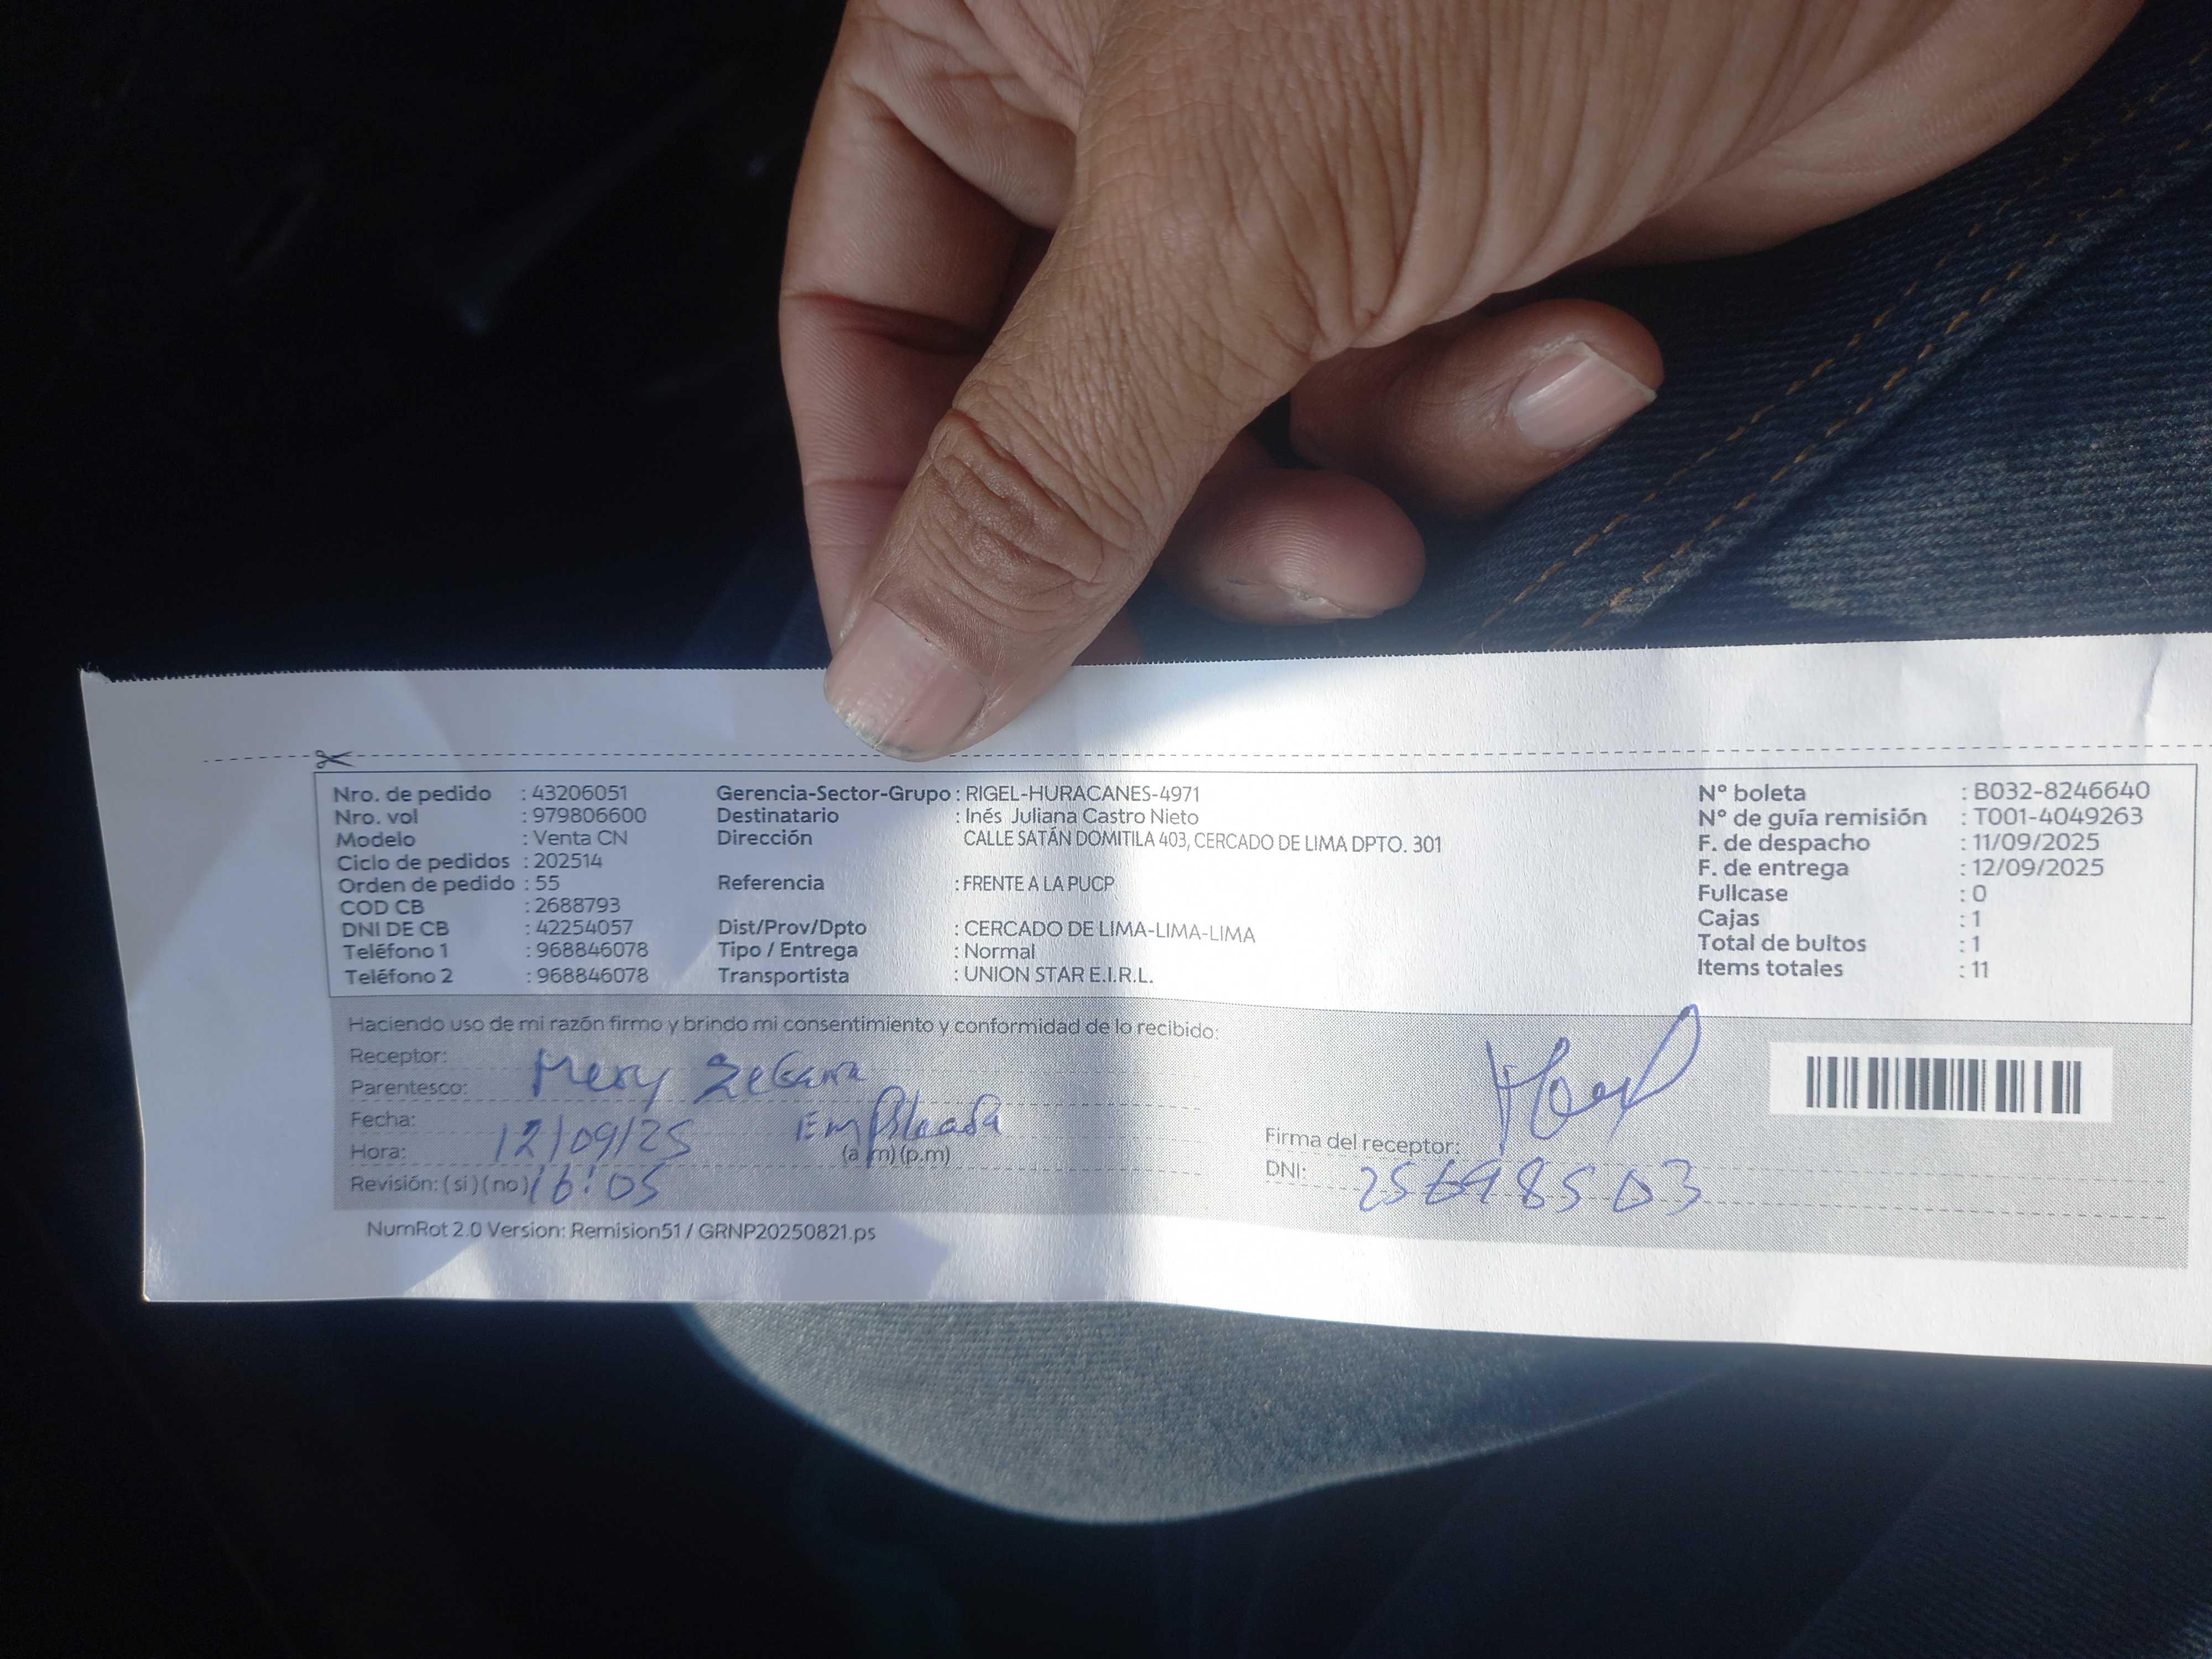 Nro. de pedido : 43206051
Nro. vol : 979806600
Modelo : Venta CN
Ciclo de pedidos : 202514
Orden de pedido : 55
COD CB : 2688793
DNI DE CB : 42254057
Teléfono 1 : 968846078
Teléfono 2 : 968846078
Gerencia-Sector-Grupo : RIGEL-HURACANES-4971
Destinatario : Inés Juliana Castro Nieto
Dirección CALLE SATÁN DOMITILA 403, CERCADO DE LIMA DPTO. 301
Referencia : FRENTE A LA PUCP
Dist/Prov/Dpto : CERCADO DE LIMA-LIMA-LIMA
Tipo / Entrega : Normal
Transportista : UNION STAR E.I.R.L.
N° boleta : B032-8246640
N° de guía remisión : T001-4049263
F. de despacho : 11/09/2025
F. de entrega : 12/09/2025
Fullcase : 0
Cajas : 1
Total de bultos : 1
Items totales : 11
Haciendo uso de mi razón firmo y brindo mi consentimiento y conformidad de lo recibido:
Receptor:
Parentesco: Mery
Fecha: 12/09/25
Hora: (a.m) (p.m)
Revisión: (si) (no) 16:05
Firma del receptor:
DNI: 25698503
NumRot 2.0 Version: Remision51 / GRNP20250821.ps